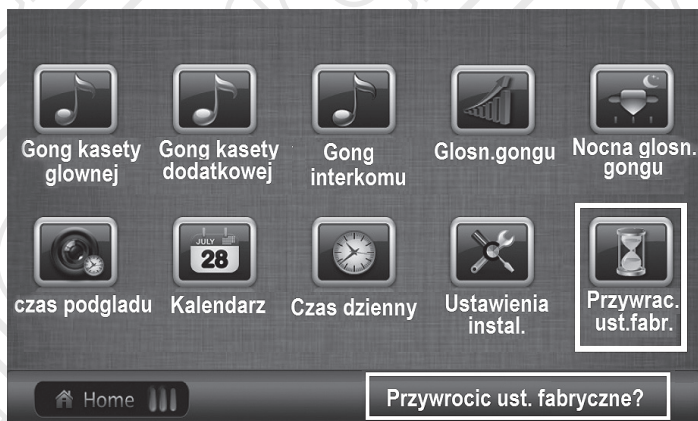 Gong kasety
glownej
Gong kasety
dodatkowej
Gong
interkomu
Glosn.gongu
Nocna glosn.
gongu
czas podgladu
JULY
28
Kalendarz
Czas dzienny
Ustawienia
instal.
Przywrac.
ust.fabr.
Home
Przywrocic ust. fabryczne?